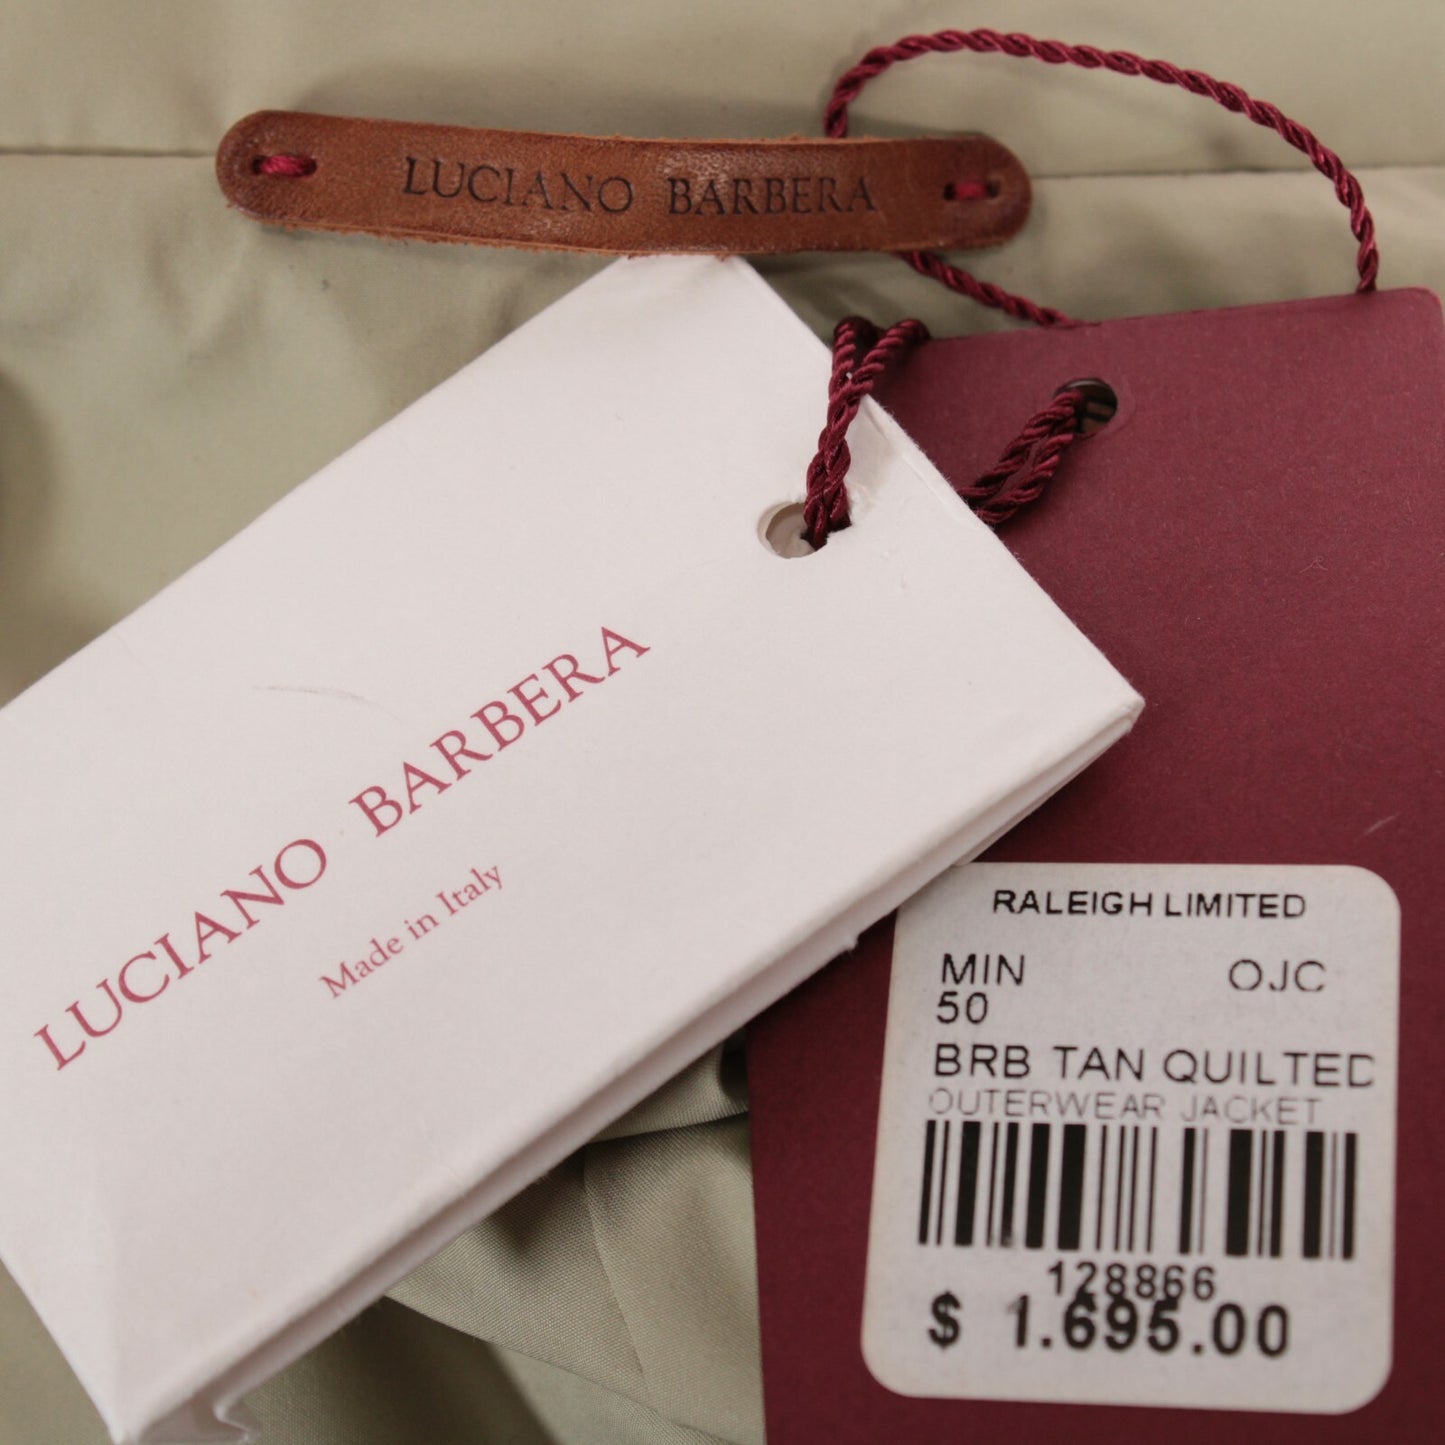 LUCIANO BARBERA
LUCIANO BARBERA
Made in Italy
RALEIGH LIMITED
MIN OJC
50
BRB TAN QUILTED
OUTERWEAR JACKET
128866
$ 1.695.00